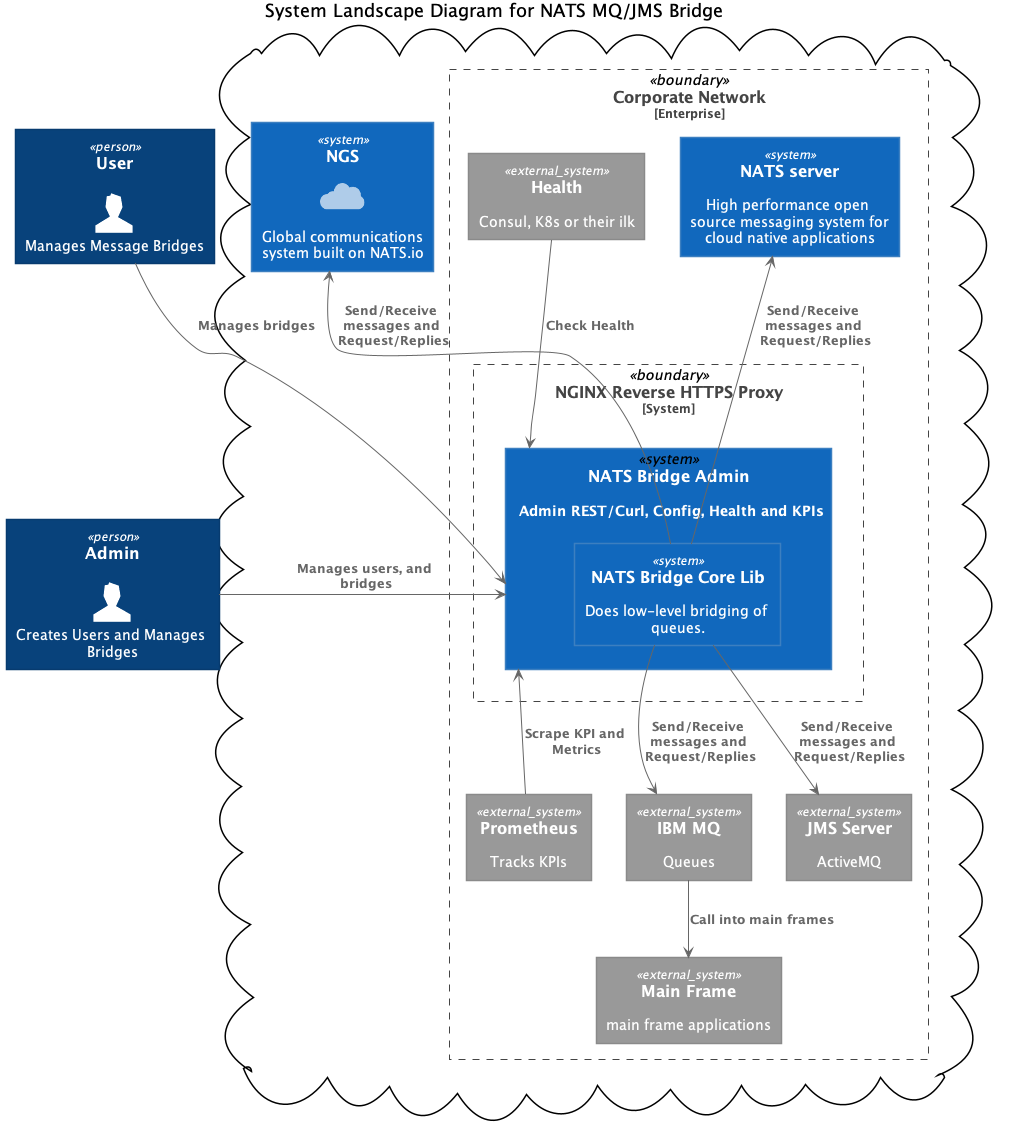 System Landscape Diagram for NATS MQ/JMS Bridge
«boundary»
Corporate Network
[Enterprise]
«person»
User
Manages Message Bridges
«system»
NGS
Global communications
system built on NATS.io
«external_system»
Health
Consul, K8s or their ilk
«system»
NATS server
High performance open
source messaging system for
cloud native applications
Manages bridges
Send/Receive
messages and
Request/Replies
Check Health
Send/Receive
messages and
Request/Replies
«boundary»
NGINX Reverse HTTPS Proxy
[System]
«system»
NATS Bridge Admin
Admin REST/Curl, Config, Health and KPIs
«system»
NATS Bridge Core Lib
Does low-level bridging of
queues.
«person»
Admin
Creates Users and Manages
Bridges
Manages users, and
bridges
Scrape KPI and
Metrics
Send/Receive
messages and
Request/Replies
Send/Receive
messages and
Request/Replies
«external_system»
Prometheus
Tracks KPIs
«external_system»
IBM MQ
Queues
«external_system»
JMS Server
ActiveMQ
Call into main frames
«external_system»
Main Frame
main frame applications